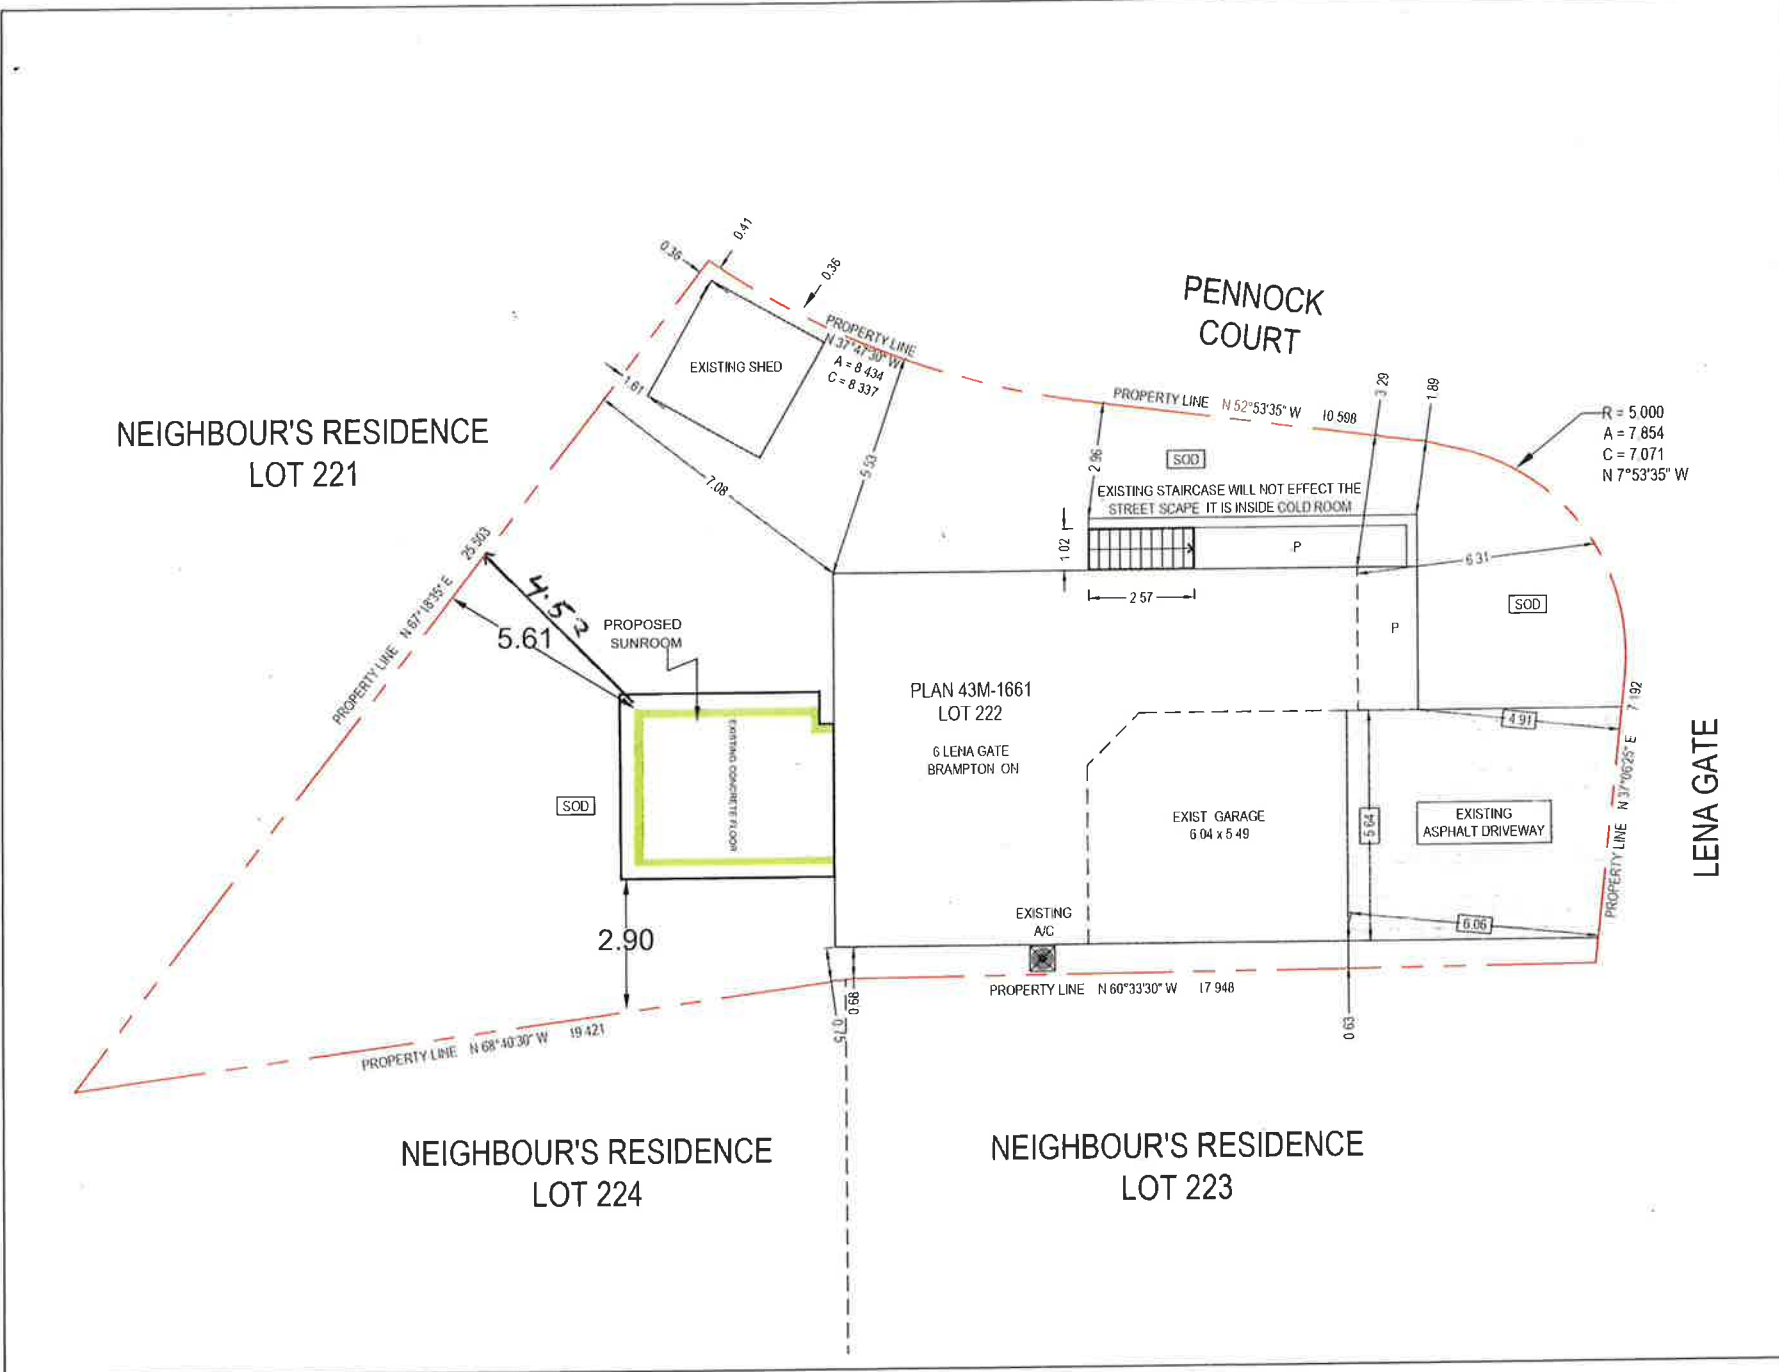 0.41
0.36
0.36
PENNOCK
COURT
PROPERTY LINE
N 37°47'30" W
A = 8 434
C = 8 337
EXISTING SHED
1.61
3 29
1.89
PROPERTY LINE N 52°53'35" W 10 598
R = 5.000
A = 7.854
C = 7.071
N 7°53'35" W
NEIGHBOUR'S RESIDENCE
LOT 221
7.08
5.53
2.96
SOD
EXISTING STAIRCASE WILL NOT EFFECT THE
STREET SCAPE IT IS INSIDE COLD ROOM
1 02
P
6 31
2 57
SOD
P
25.503
PROPERTY LINE N 67°18'35" E
4.52
5.61
PROPOSED
SUNROOM
EXISTING CONCRETE FLOOR
SOD
PLAN 43M-1661
LOT 222
6 LENA GATE
BRAMPTON ON
4 91
7 192
PROPERTY LINE N 37°06'25" E
LENA GATE
EXIST GARAGE
6 04 x 5 49
5 64
EXISTING
ASPHALT DRIVEWAY
6.06
EXISTING
A/C
2.90
PROPERTY LINE N 60°33'30" W 17 948
0.75
0.98
0 63
PROPERTY LINE N 68°40'30" W 19 421
NEIGHBOUR'S RESIDENCE
LOT 224
NEIGHBOUR'S RESIDENCE
LOT 223